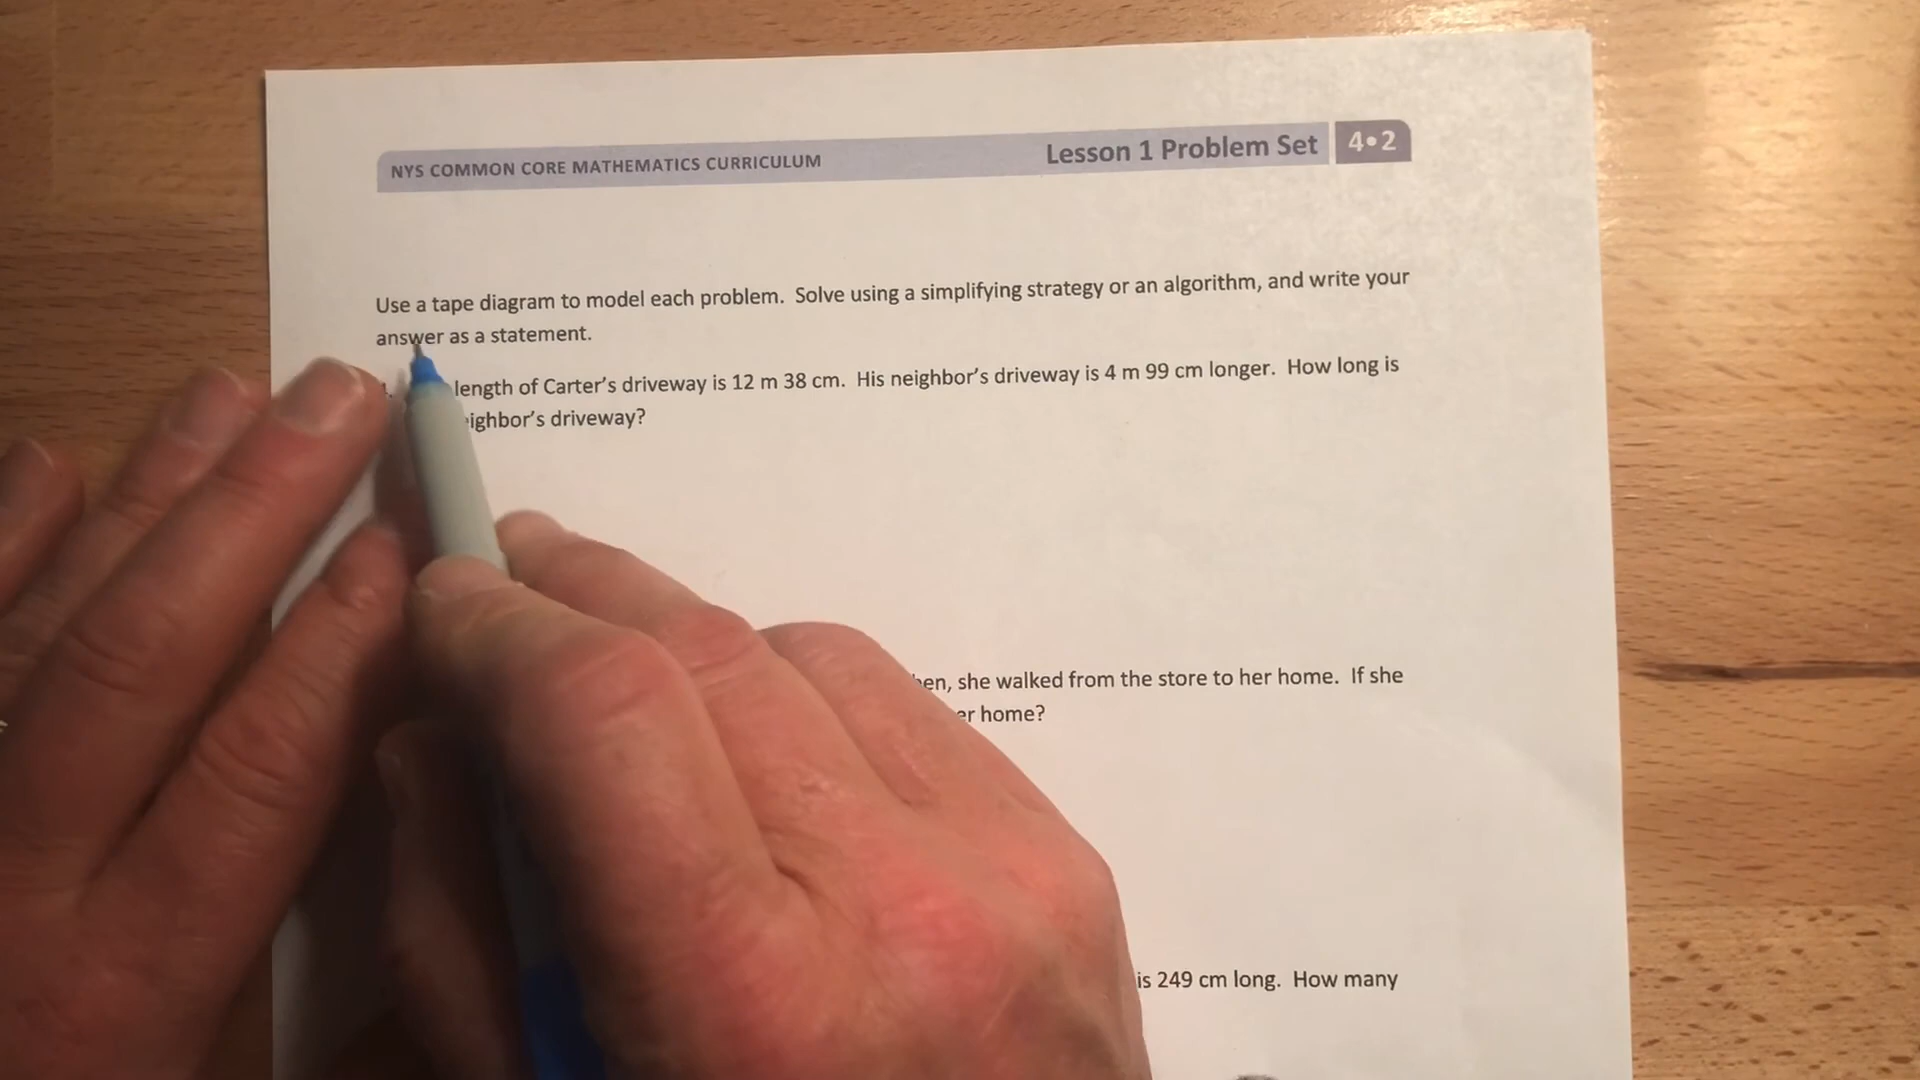 NYS COMMON CORE MATHEMATICS CURRICULUM
Lesson 1 Problem Set
4•2
Use a tape diagram to model each problem. Solve using a simplifying strategy or an algorithm, and write your
answer as a statement.
length of Carter's driveway is 12 m 38 cm. His neighbor's driveway is 4 m 99 cm longer. How long is
driveway?
she walked from the store to her home. If she
home?
is 249 cm long. How many